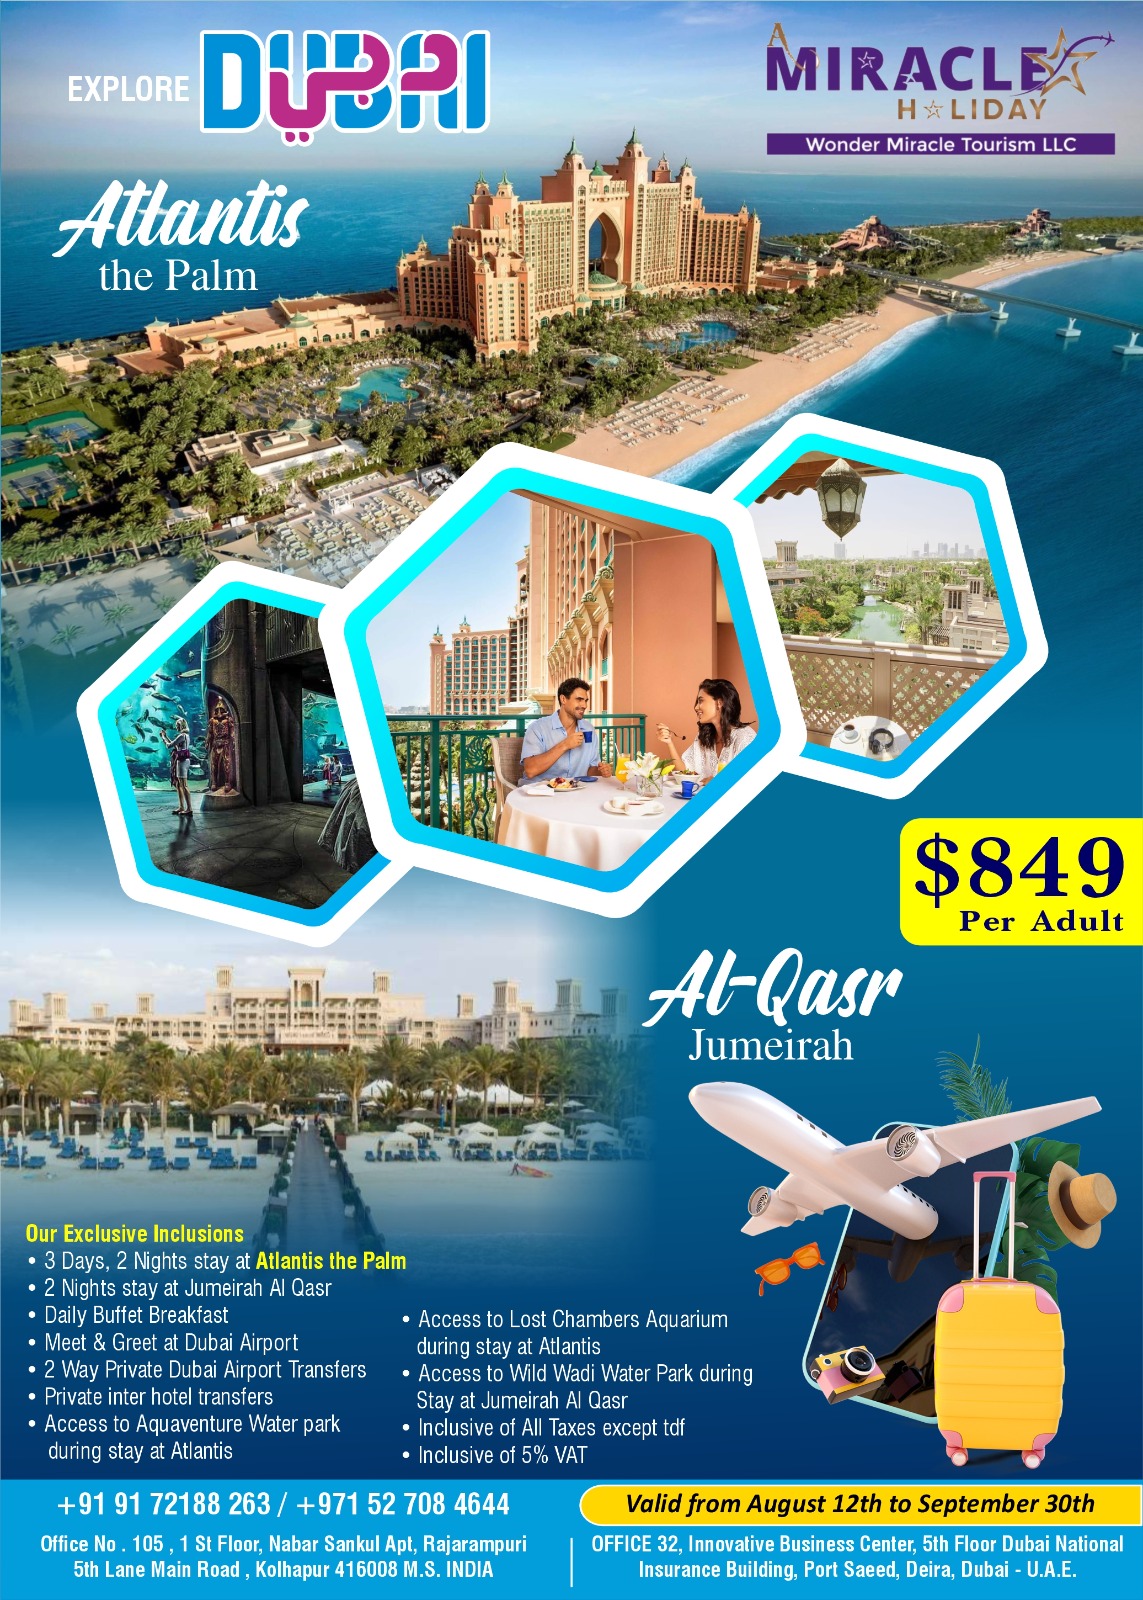 EXPLORE DUBAI دبي
A MIRACLE
HOLIDAY
Wonder Miracle Tourism LLC
Atlantis
the Palm
$849
Per Adult
Al-Qasr
Jumeirah
Our Exclusive Inclusions
• 3 Days, 2 Nights stay at Atlantis the Palm
• 2 Nights stay at Jumeirah Al Qasr
• Daily Buffet Breakfast
• Meet & Greet at Dubai Airport
• 2 Way Private Dubai Airport Transfers
• Private inter hotel transfers
• Access to Aquaventure Water park
during stay at Atlantis
• Access to Lost Chambers Aquarium
during stay at Atlantis
• Access to Wild Wadi Water Park during
Stay at Jumeirah Al Qasr
• Inclusive of All Taxes except tdf
• Inclusive of 5% VAT
+91 91 72188 263 / +971 52 708 4644
Office No . 105 , 1 St Floor, Nabar Sankul Apt, Rajarampuri
5th Lane Main Road , Kolhapur 416008 M.S. INDIA
Valid from August 12th to September 30th
OFFICE 32, Innovative Business Center, 5th Floor Dubai National
Insurance Building, Port Saeed, Deira, Dubai - U.A.E.